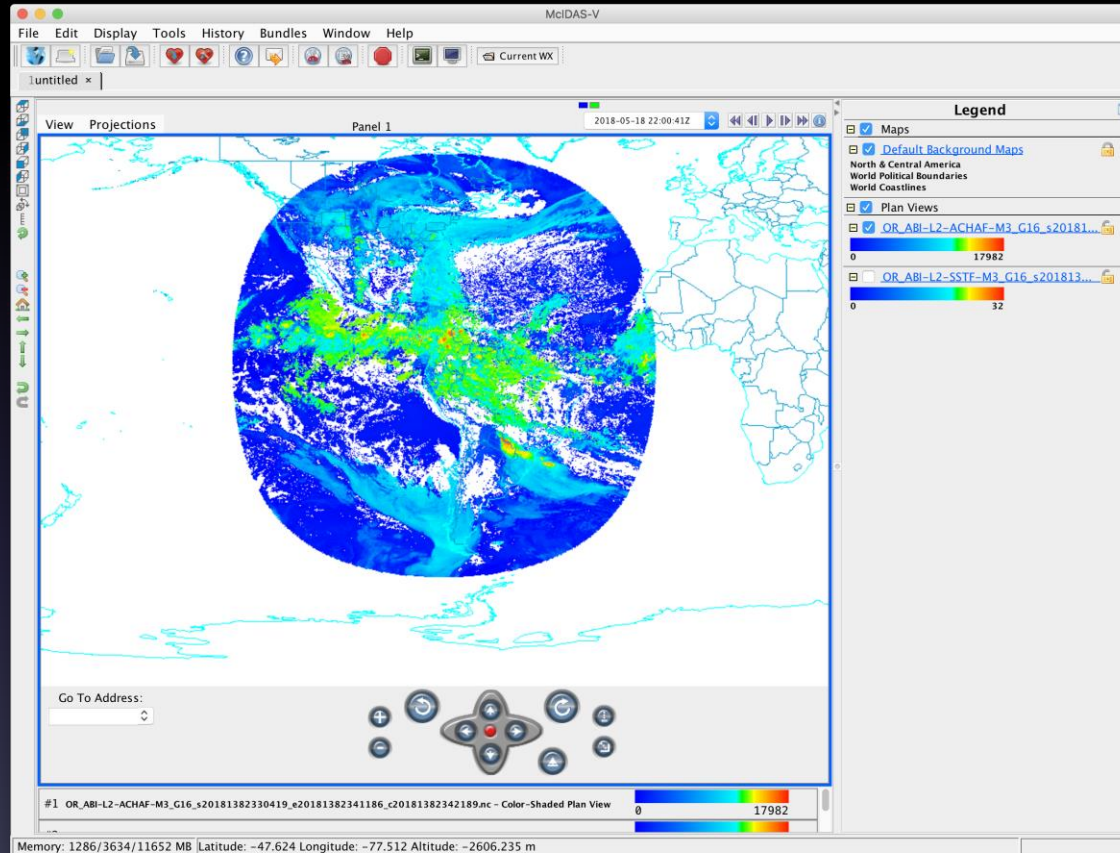 McIDAS-V
File Edit Display Tools History Bundles Window Help
Current WX
1untitled ×
View Projections
Panel 1
2018-05-18 22:00:41Z
Legend
Maps
Default Background Maps
North & Central America
World Political Boundaries
World Coastlines
Plan Views
OR_ABI-L2-ACHAF-M3_G16_s20181...
0 17982
OR_ABI-L2-SSTF-M3_G16_s201813...
0 32
Go To Address:
#1 OR_ABI-L2-ACHAF-M3_G16_s20181382330419_e20181382341186_c20181382342189.nc - Color-Shaded Plan View
0 17982
Memory: 1286/3634/11652 MB Latitude: -47.624 Longitude: -77.512 Altitude: -2606.235 m